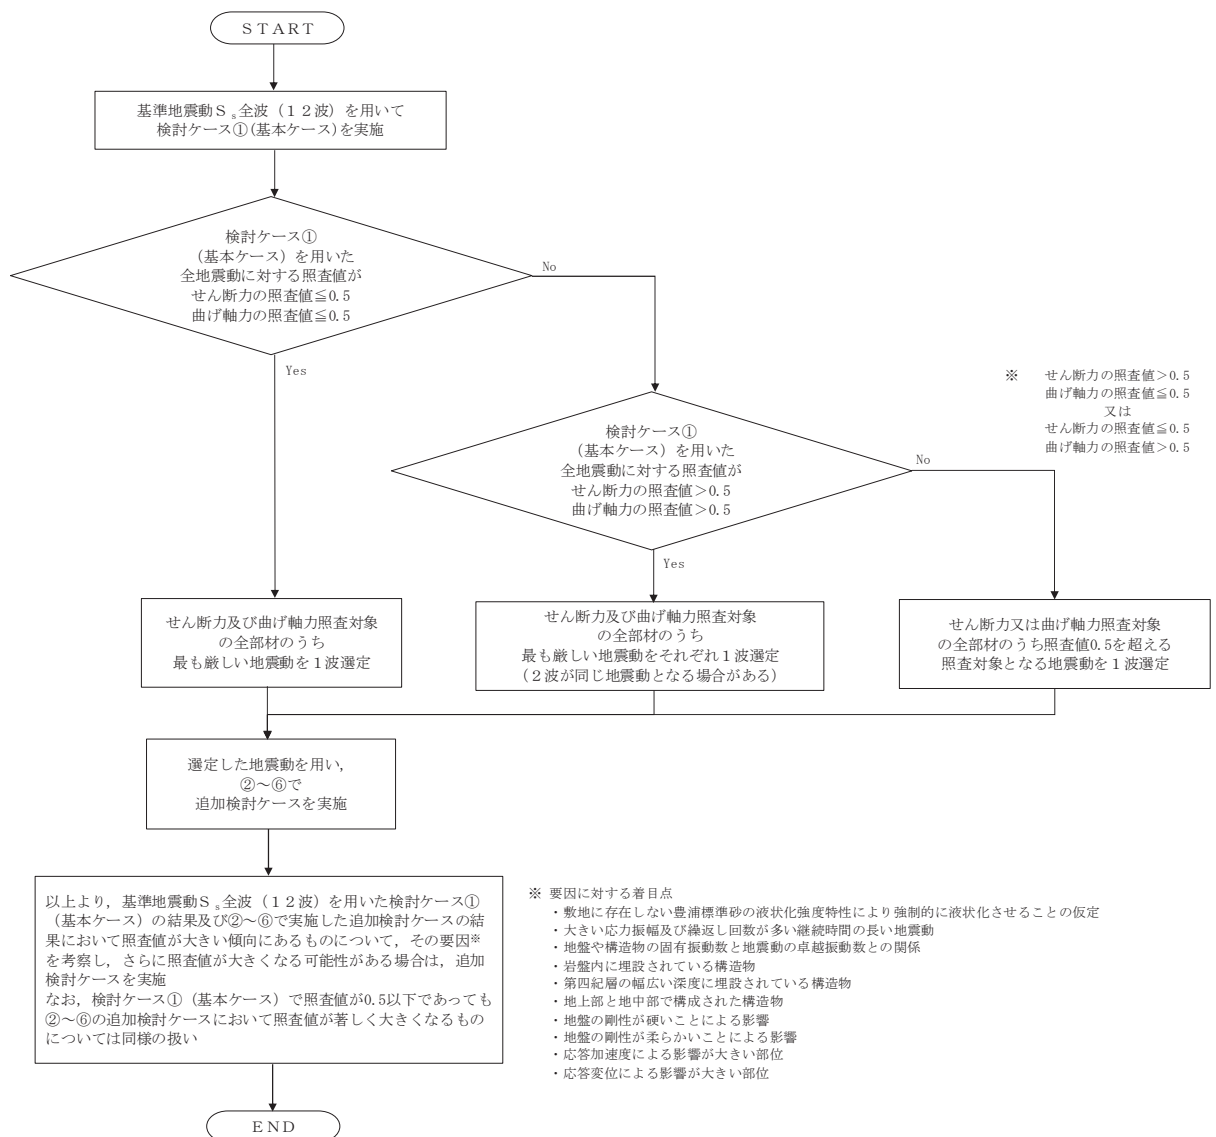 START
基準地震動Ｓs全波（１２波）を用いて
検討ケース①(基本ケース)を実施
検討ケース①
（基本ケース）を用いた
全地震動に対する照査値が
せん断力の照査値≦0.5
曲げ軸力の照査値≦0.5
No
Yes
※　せん断力の照査値＞0.5
曲げ軸力の照査値≦0.5
又は
せん断力の照査値≦0.5
曲げ軸力の照査値＞0.5
検討ケース①
（基本ケース）を用いた
全地震動に対する照査値が
せん断力の照査値＞0.5
曲げ軸力の照査値＞0.5
No
Yes
せん断力及び曲げ軸力照査対象
の全部材のうち
最も厳しい地震動を１波選定
せん断力及び曲げ軸力照査対象
の全部材のうち
最も厳しい地震動をそれぞれ１波選定
（２波が同じ地震動となる場合がある）
せん断力又は曲げ軸力照査対象
の全部材のうち照査値0.5を超える
照査対象となる地震動を１波選定
選定した地震動を用い，
②～⑥で
追加検討ケースを実施
以上より，基準地震動Ｓs全波（１２波）を用いた検討ケース①
（基本ケース）の結果及び②～⑥で実施した追加検討ケースの結
果において照査値が大きい傾向にあるものについて，その要因※
を考察し，さらに照査値が大きくなる可能性がある場合は，追加
検討ケースを実施
なお，検討ケース①（基本ケース）で照査値が0.5以下であっても
②～⑥の追加検討ケースにおいて照査値が著しく大きくなるもの
については同様の扱い
※ 要因に対する着目点
・敷地に存在しない豊浦標準砂の液状化強度特性により強制的に液状化させることの仮定
・大きい応力振幅及び繰返し回数が多い継続時間の長い地震動
・地盤や構造物の固有振動数と地震動の卓越振動数との関係
・岩盤内に埋設されている構造物
・第四紀層の幅広い深度に埋設されている構造物
・地上部と地中部で構成された構造物
・地盤の剛性が硬いことによる影響
・地盤の剛性が柔らかいことによる影響
・応答加速度による影響が大きい部位
・応答変位による影響が大きい部位
END